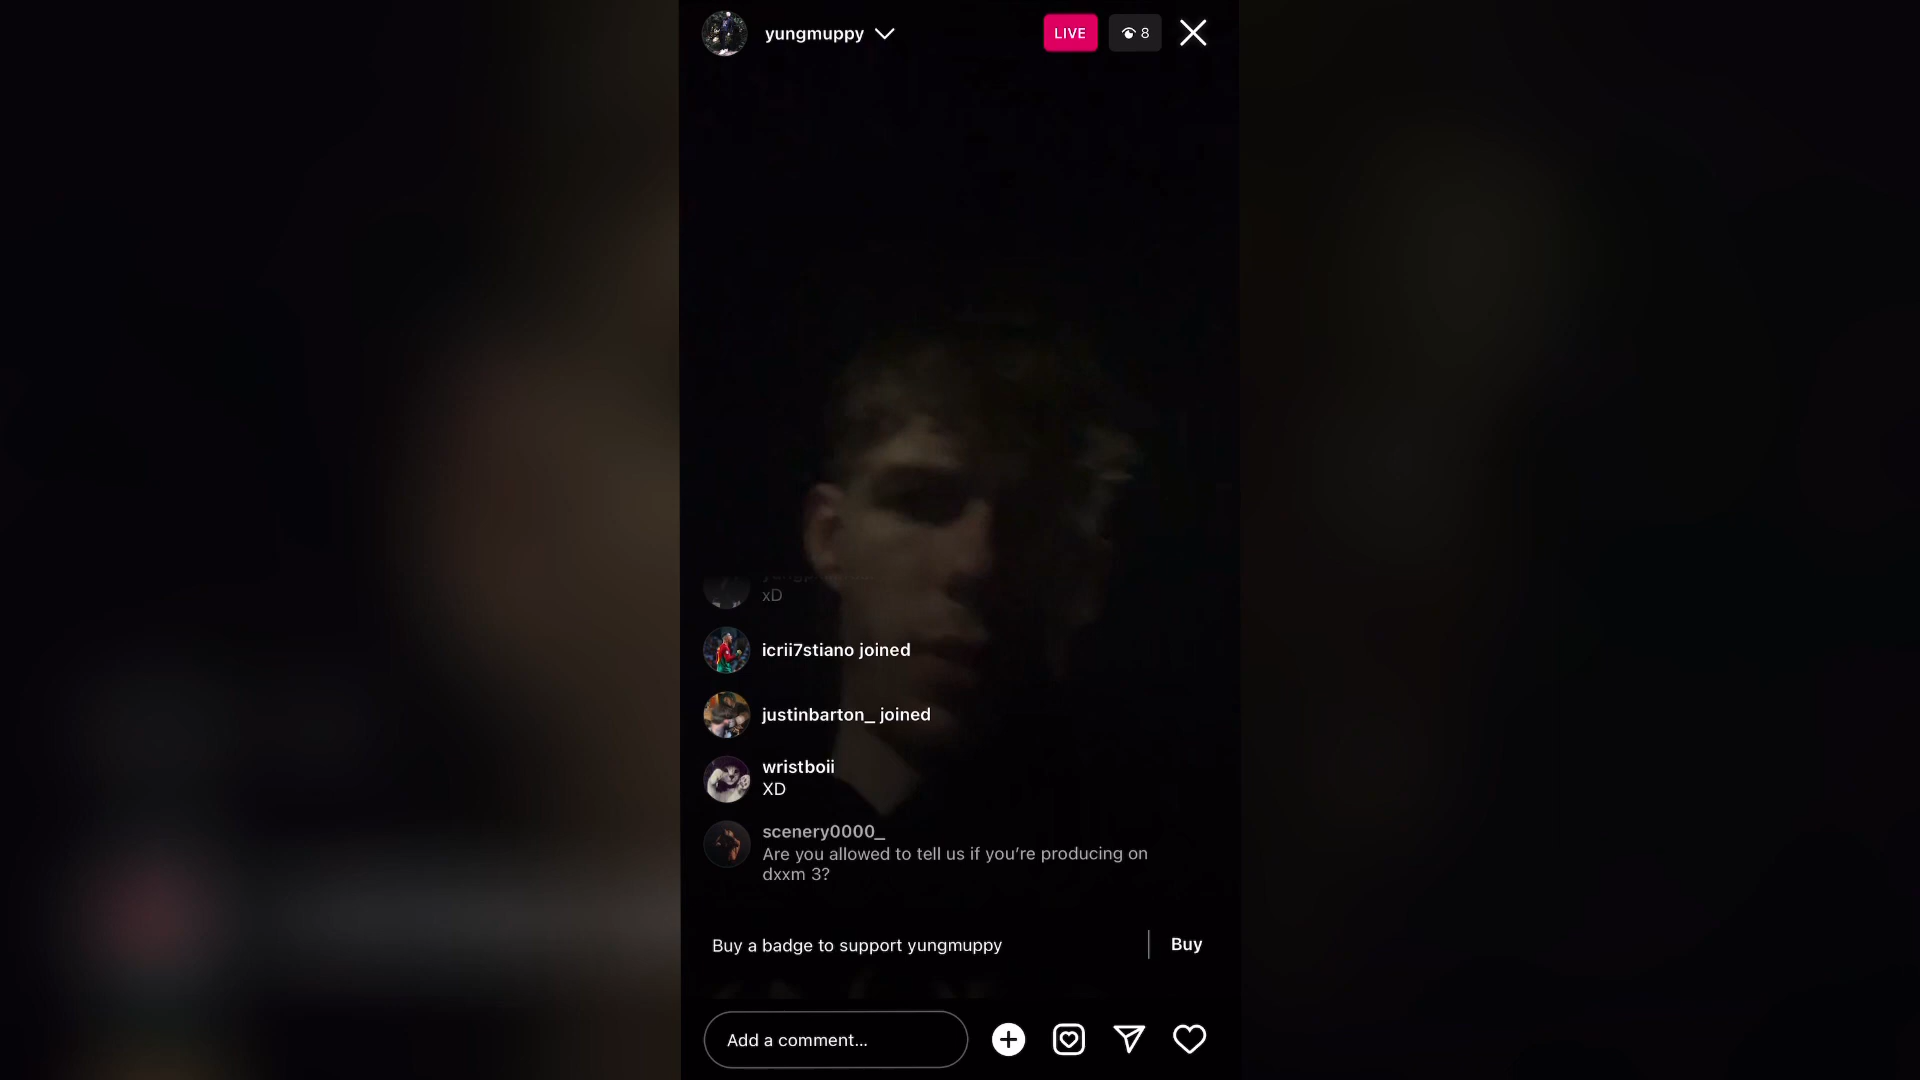 yungmuppy
LIVE
8
xD
icrii7stiano joined
justinbarton_ joined
wristboii
XD
scenery0000_
Are you allowed to tell us if you’re producing on
dxxm 3?
Buy a badge to support yungmuppy
Buy
Add a comment...